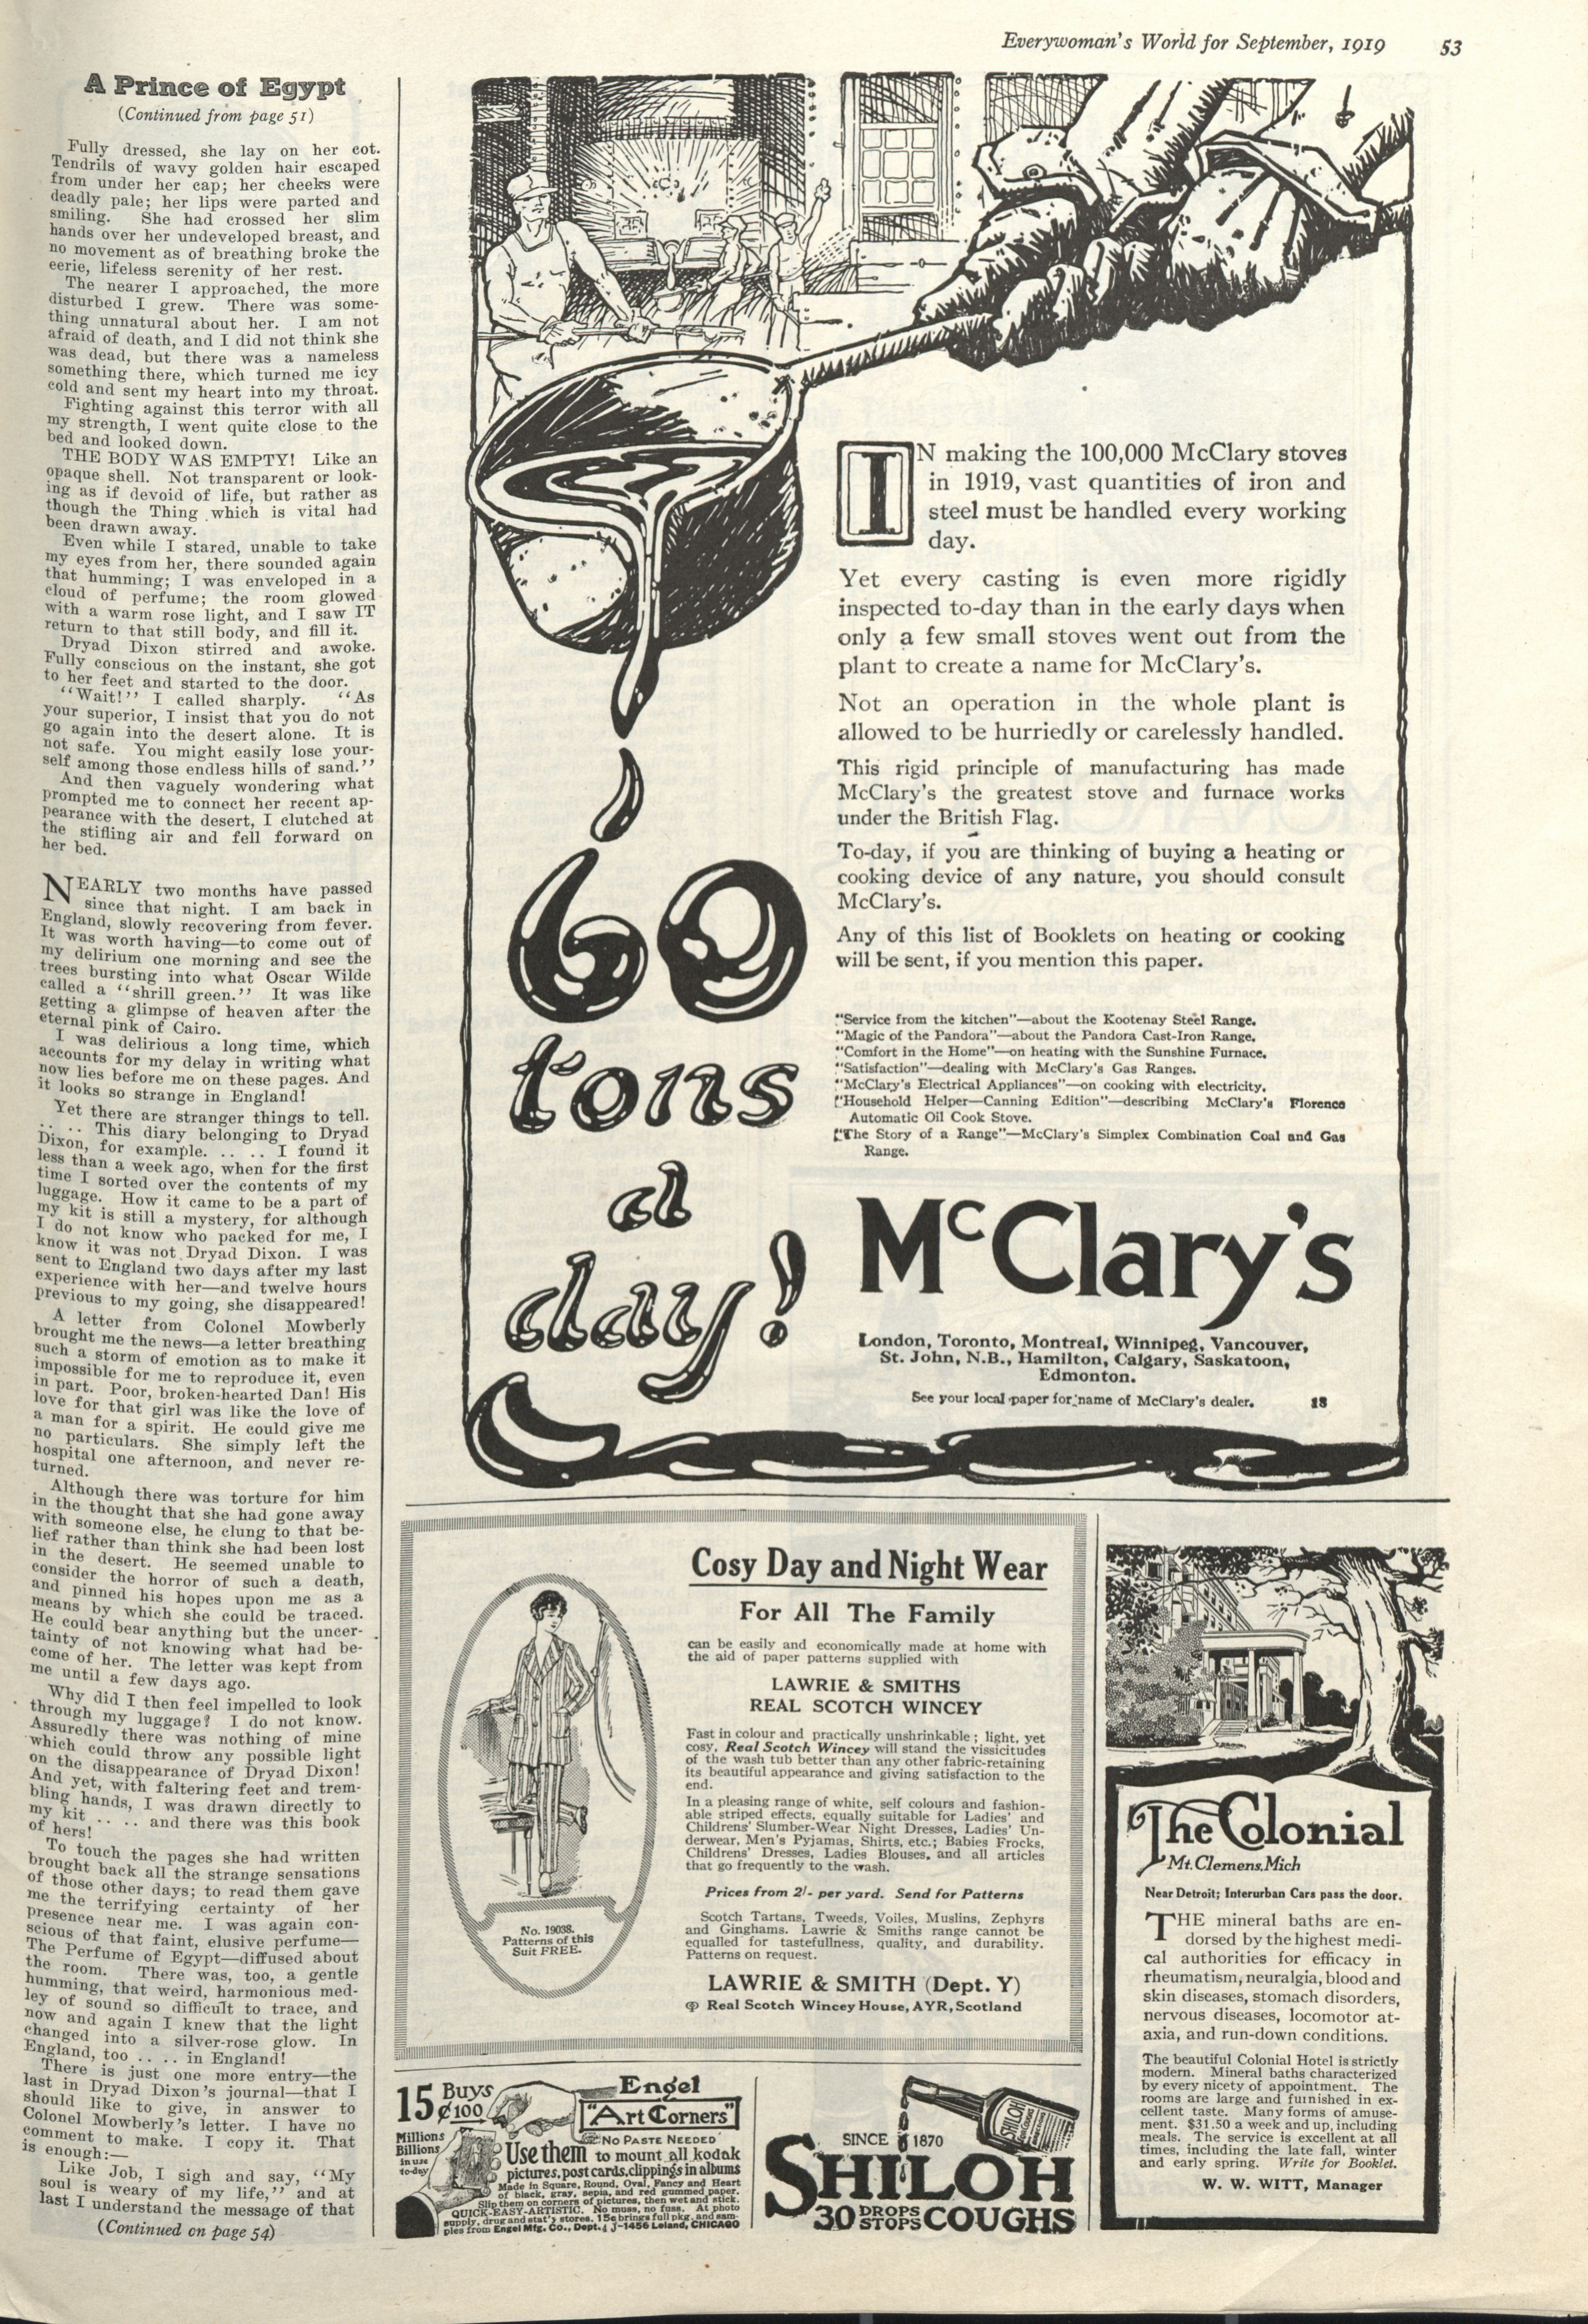 Everywoman's World for September, 1919 53
A Prince of Egypt
(Continued from page 51)
Fully dressed, she lay on her cot.
Tendrils of wavy golden hair escaped
from under her cap; her cheeks were
deadly pale; her lips were parted and
smiling. She had crossed her slim
hands over her undeveloped breast, and
no movement as of breathing broke the
eerie, lifeless serenity of her rest.
The nearer I approached, the more
disturbed I grew. There was some-
thing unnatural about her. I am not
afraid of death, and I did not think she
was dead, but there was a nameless
something there, which turned me icy
cold and sent my heart into my throat.
Fighting against this terror with all
my strength, I went quite close to the
bed and looked down.
THE BODY WAS EMPTY! Like an
opaque shell. Not transparent or look-
ing as if devoid of life, but rather as
though the Thing which is vital had
been drawn away.
Even while I stared, unable to take
my eyes from her, there sounded again
that humming; I was enveloped in a
cloud of perfume; the room glowed
with a warm rose light, and I saw IT
return to that still body, and fill it.
Dryad Dixon stirred and awoke.
Fully conscious on the instant, she got
to her feet and started to the door.
"Wait!" I called sharply. "As
your superior, I insist that you do not
go again into the desert alone. It is
not safe. You might easily lose your-
self among those endless hills of sand."
And then vaguely wondering what
prompted me to connect her recent ap-
pearance with the desert, I clutched at
the stifling air and fell forward on
her bed.
NEARLY two months have passed
since that night. I am back in
England, slowly recovering from fever.
It was worth having—to come out of
my delirium one morning and see the
trees bursting into what Oscar Wilde
called a "shrill green." It was like
getting a glimpse of heaven after the
eternal pink of Cairo.
I was delirious a long time, which
accounts for my delay in writing what
now lies before me on these pages. And
it looks so strange in England!
Yet there are stranger things to tell.
.. .. This diary belonging to Dryad
Dixon, for example. .. .. I found it
less than a week ago, when for the first
time I sorted over the contents of my
luggage. How it came to be a part of
my kit is still a mystery, for although
I do not know who packed for me, I
know it was not Dryad Dixon. I was
sent to England two days after my last
experience with her—and twelve hours
previous to my going, she disappeared!
A letter from Colonel Mowberly
brought me the news—a letter breathing
such a storm of emotion as to make it
impossible for me to reproduce it, even
in part. Poor, broken-hearted Dan! His
love for that girl was like the love of
a man for a spirit. He could give me
no particulars. She simply left the
hospital one afternoon, and never re-
turned.
Although there was torture for him
in the thought that she had gone away
with someone else, he clung to that be-
lief rather than think she had been lost
in the desert. He seemed unable to
consider the horror of such a death,
and pinned his hopes upon me as a
means by which she could be traced.
He could bear anything but the uncer-
tainty of not knowing what had be-
come of her. The letter was kept from
me until a few days ago.
Why did I then feel impelled to look
through my luggage? I do not know.
Assuredly there was nothing of mine
which could throw any possible light
on the disappearance of Dryad Dixon!
And yet, with faltering feet and trem-
bling hands, I was drawn directly to
my kit .. .. and there was this book
of hers!
To touch the pages she had written
brought back all the strange sensations
of those other days; to read them gave
me the terrifying certainty of her
presence near me. I was again con-
scious of that faint, elusive perfume—
The Perfume of Egypt—diffused about
the room. There was, too, a gentle
humming, that weird, harmonious med-
ley of sound so difficult to trace, and
now and again I knew that the light
changed into a silver-rose glow. In
England, too .. .. in England!
There is just one more entry—the
last in Dryad Dixon's journal—that I
should like to give, in answer to
Colonel Mowberly's letter. I have no
comment to make. I copy it. That
is enough:—
Like Job, I sigh and say, "My
soul is weary of my life," and at
last I understand the message of that
(Continued on page 54)
60
tons
a
day!
IN making the 100,000 McClary stoves
in 1919, vast quantities of iron and
steel must be handled every working
day.
Yet every casting is even more rigidly
inspected to-day than in the early days when
only a few small stoves went out from the
plant to create a name for McClary's.
Not an operation in the whole plant is
allowed to be hurriedly or carelessly handled.
This rigid principle of manufacturing has made
McClary's the greatest stove and furnace works
under the British Flag.
To-day, if you are thinking of buying a heating or
cooking device of any nature, you should consult
McClary's.
Any of this list of Booklets on heating or cooking
will be sent, if you mention this paper.
"Service from the kitchen"—about the Kootenay Steel Range.
"Magic of the Pandora"—about the Pandora Cast-Iron Range.
"Comfort in the Home"—on heating with the Sunshine Furnace.
"Satisfaction"—dealing with McClary's Gas Ranges.
"McClary's Electrical Appliances"—on cooking with electricity.
"Household Helper—Canning Edition"—describing McClary's Florence
Automatic Oil Cook Stove.
"The Story of a Range"—McClary's Simplex Combination Coal and Gas
Range.
McClary's
London, Toronto, Montreal, Winnipeg, Vancouver,
St. John, N.B., Hamilton, Calgary, Saskatoon,
Edmonton.
See your local paper for name of McClary's dealer. 18
Cosy Day and Night Wear
For All The Family
can be easily and economically made at home with
the aid of paper patterns supplied with
LAWRIE & SMITHS
REAL SCOTCH WINCEY
Fast in colour and practically unshrinkable; light, yet
cosy, Real Scotch Wincey will stand the vissicitudes
of the wash tub better than any other fabric-retaining
its beautiful appearance and giving satisfaction to the
end.
In a pleasing range of white, self colours and fashion-
able striped effects, equally suitable for Ladies' and
Childrens' Slumber-Wear Night Dresses, Ladies' Un-
derwear, Men's Pyjamas, Shirts, etc.; Babies Frocks,
Childrens' Dresses, Ladies Blouses, and all articles
that go frequently to the wash.
Prices from 2/- per yard. Send for Patterns
Scotch Tartans, Tweeds, Voiles, Muslins, Zephyrs
and Ginghams. Lawrie & Smiths range cannot be
equalled for tastefullness, quality, and durability.
Patterns on request.
LAWRIE & SMITH (Dept. Y)
Real Scotch Wincey House, AYR, Scotland
No. 19038.
Patterns of this
Suit FREE.
The Colonial
Mt. Clemens, Mich
Near Detroit; Interurban Cars pass the door.
THE mineral baths are en-
dorsed by the highest medi-
cal authorities for efficacy in
rheumatism, neuralgia, blood and
skin diseases, stomach disorders,
nervous diseases, locomotor at-
axia, and run-down conditions.
The beautiful Colonial Hotel is strictly
modern. Mineral baths characterized
by every nicety of appointment. The
rooms are large and furnished in ex-
cellent taste. Many forms of amuse-
ment. $31.50 a week and up, including
meals. The service is excellent at all
times, including the late fall, winter
and early spring. Write for Booklet.
W. W. WITT, Manager
15¢ Buys 100
Engel
"Art Corners"
NO PASTE NEEDED
Millions
Billions
in use
to-day
Use them to mount all kodak
pictures, post cards, clippings in albums
Made in Square, Round, Oval, Fancy and Heart
of black, gray, sepia, and red gummed paper.
Slip them on corners of pictures, then wet and stick.
QUICK-EASY-ARTISTIC. No muss, no fuss. At photo
supply, drug and stat'y stores. 15c brings full pkg. and sam-
ples from Engel Mfg. Co., Dept. J-1456 Leland, CHICAGO
SHILOH
SINCE 1870
SHILOH
30 DROPS STOPS COUGHS